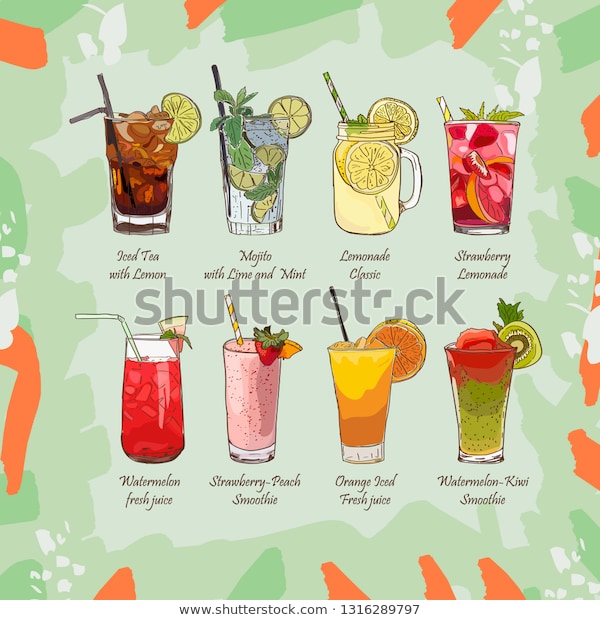 Iced Tea
with Lemon
Mojito
with Lime and Mint
Lemonade
Classic
Strawberry
Lemonade
shutterstock
Watermelon
fresh juice
Strawberry-Peach
Smoothie
Orange Iced
Fresh juice
Watermelon-Kiwi
Smoothie
www.shutterstock.com · 1316289797